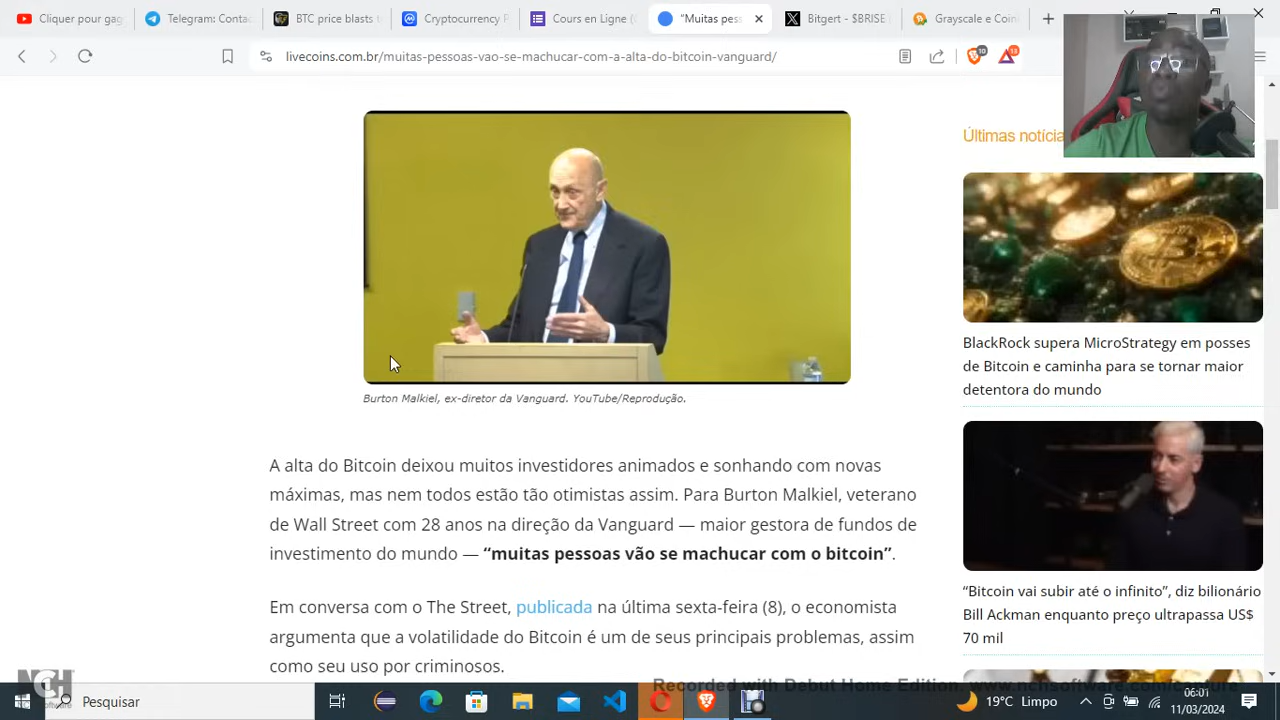 Cliquer pour gag
Telegram: Contac
BTC price blasts t
Cryptocurrency P
Cours en Ligne (
“Muitas pes
Bitgert - $BRISE
Grayscale e Coin
livecoins.com.br/muitas-pessoas-vao-se-machucar-com-a-alta-do-bitcoin-vanguard/
10
13
Burton Malkiel, ex-diretor da Vanguard. YouTube/Reprodução.
A alta do Bitcoin deixou muitos investidores animados e sonhando com novas
máximas, mas nem todos estão tão otimistas assim. Para Burton Malkiel, veterano
de Wall Street com 28 anos na direção da Vanguard — maior gestora de fundos de
investimento do mundo — “muitas pessoas vão se machucar com o bitcoin”.
Em conversa com o The Street, publicada na última sexta-feira (8), o economista
argumenta que a volatilidade do Bitcoin é um de seus principais problemas, assim
como seu uso por criminosos.
Últimas notícia
BlackRock supera MicroStrategy em posses
de Bitcoin e caminha para se tornar maior
detentora do mundo
“Bitcoin vai subir até o infinito”, diz bilionário
Bill Ackman enquanto preço ultrapassa US$
70 mil
NCH
Software
Recorded with Debut Home Edition. www.nchsoftware.com/capture
Pesquisar
19°C Limpo
06:01
11/03/2024